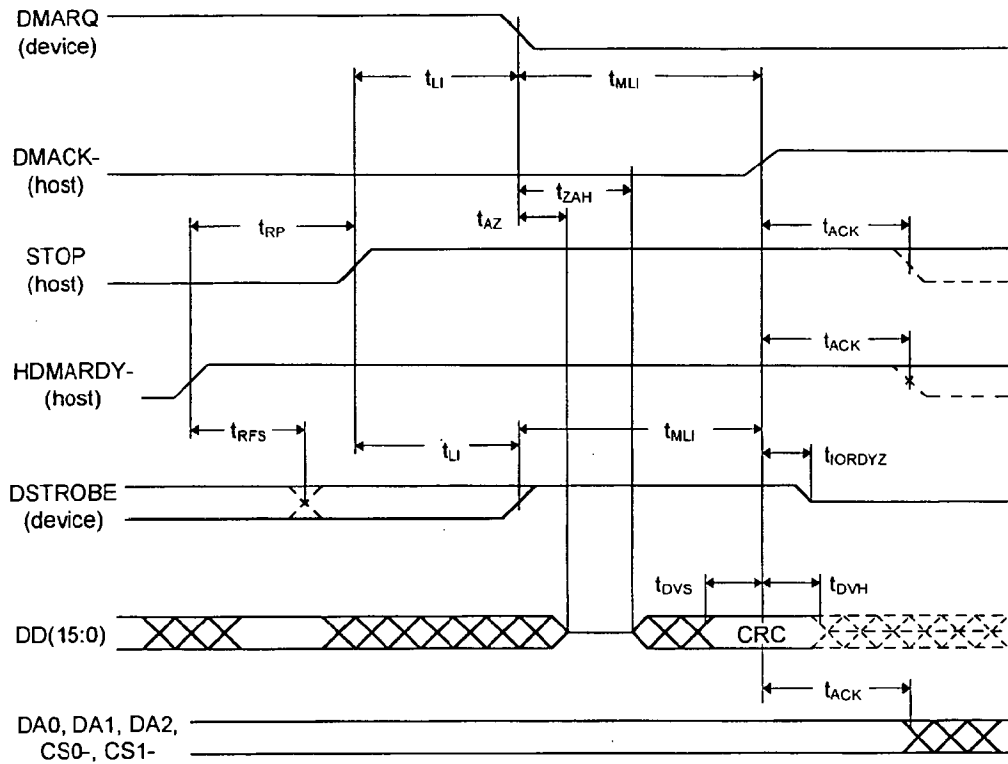 DMARQ
(device)
tLI
tMLI
DMACK-
(host)
tZAH
tAZ
tRP
tACK
STOP
(host)
tACK
HDMARDY-
(host)
tRFS
tLI
tMLI
tIORDYZ
DSTROBE
(device)
tDVS
tDVH
DD(15:0)
CRC
tACK
DA0, DA1, DA2,
CS0-, CS1-